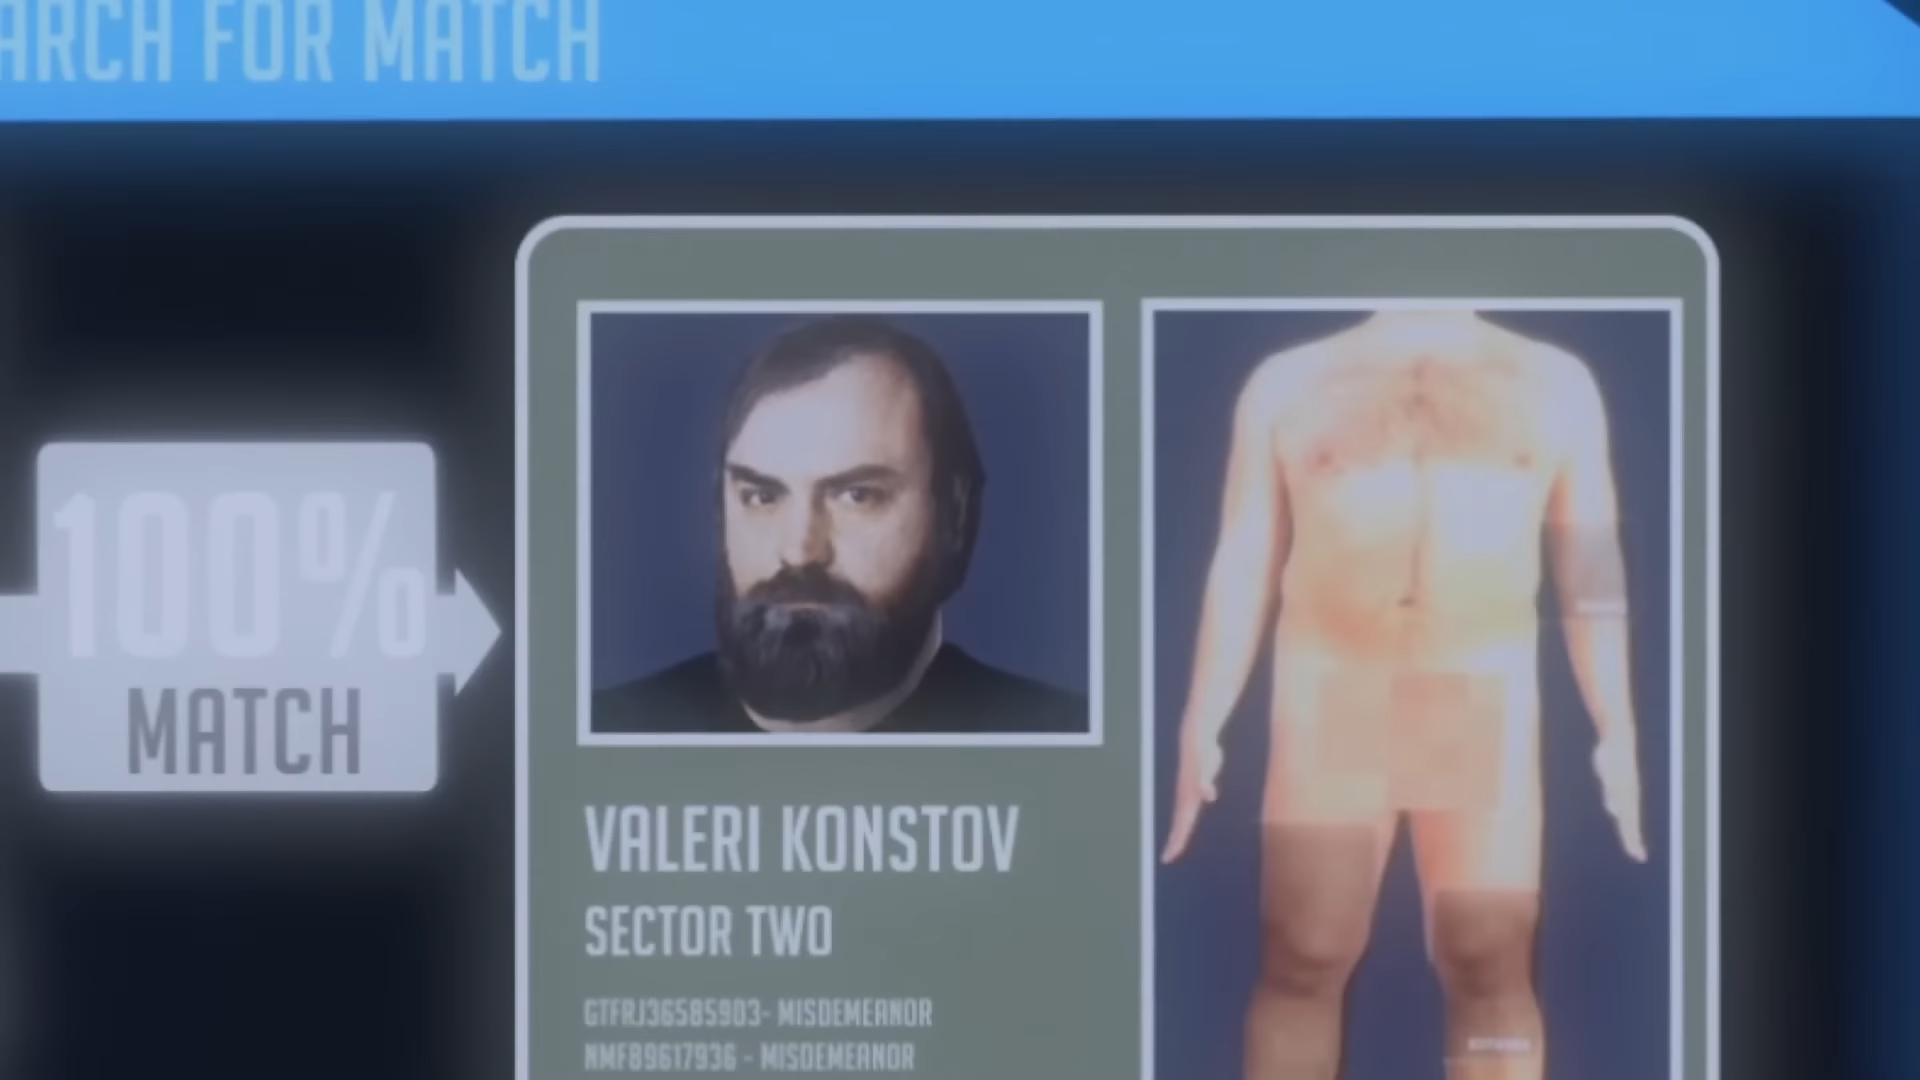 ARCH FOR MATCH
100%
MATCH
VALERI KONSTOV
SECTOR TWO
GTFRJ36585903- MISDEMEANOR
NMF89617936 - MISDEMEANOR